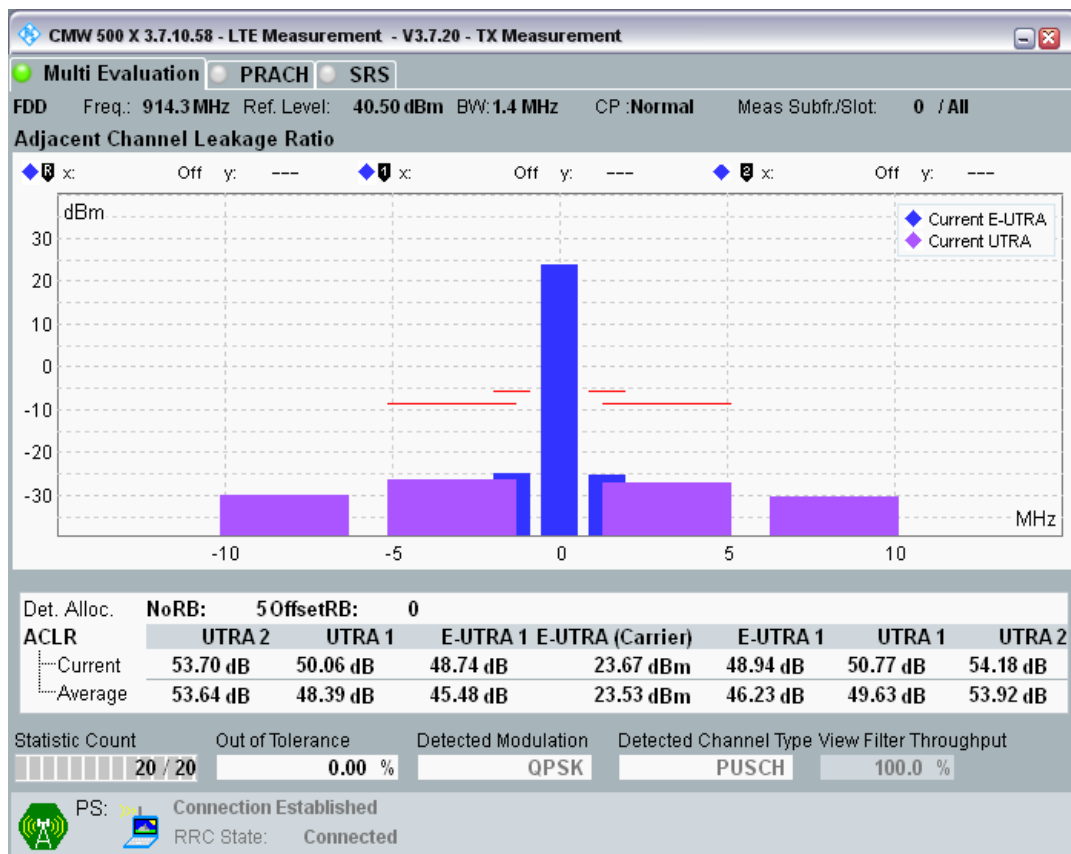 CMW 500 X 3.7.10.58 - LTE Measurement - V3.7.20 - TX Measurement
Multi Evaluation PRACH SRS
FDD Freq.: 914.3 MHz Ref. Level: 40.50 dBm BW: 1.4 MHz CP :Normal Meas Subfr./Slot: 0 / All
Adjacent Channel Leakage Ratio
R x: Off y: --- 1 x: Off y: --- 2 x: Off y: ---
dBm
Current E-UTRA
Current UTRA
30
20
10
0
-10
-20
-30
MHz
-10 -5 0 5 10
Det. Alloc. NoRB: 5 OffsetRB: 0
ACLR UTRA 2 UTRA 1 E-UTRA 1 E-UTRA (Carrier) E-UTRA 1 UTRA 1 UTRA 2
Current 53.70 dB 50.06 dB 48.74 dB 23.67 dBm 48.94 dB 50.77 dB 54.18 dB
Average 53.64 dB 48.39 dB 45.48 dB 23.53 dBm 46.23 dB 49.63 dB 53.92 dB
Statistic Count Out of Tolerance Detected Modulation Detected Channel Type View Filter Throughput
20 / 20 0.00 % QPSK PUSCH 100.0 %
PS: Connection Established
RRC State: Connected